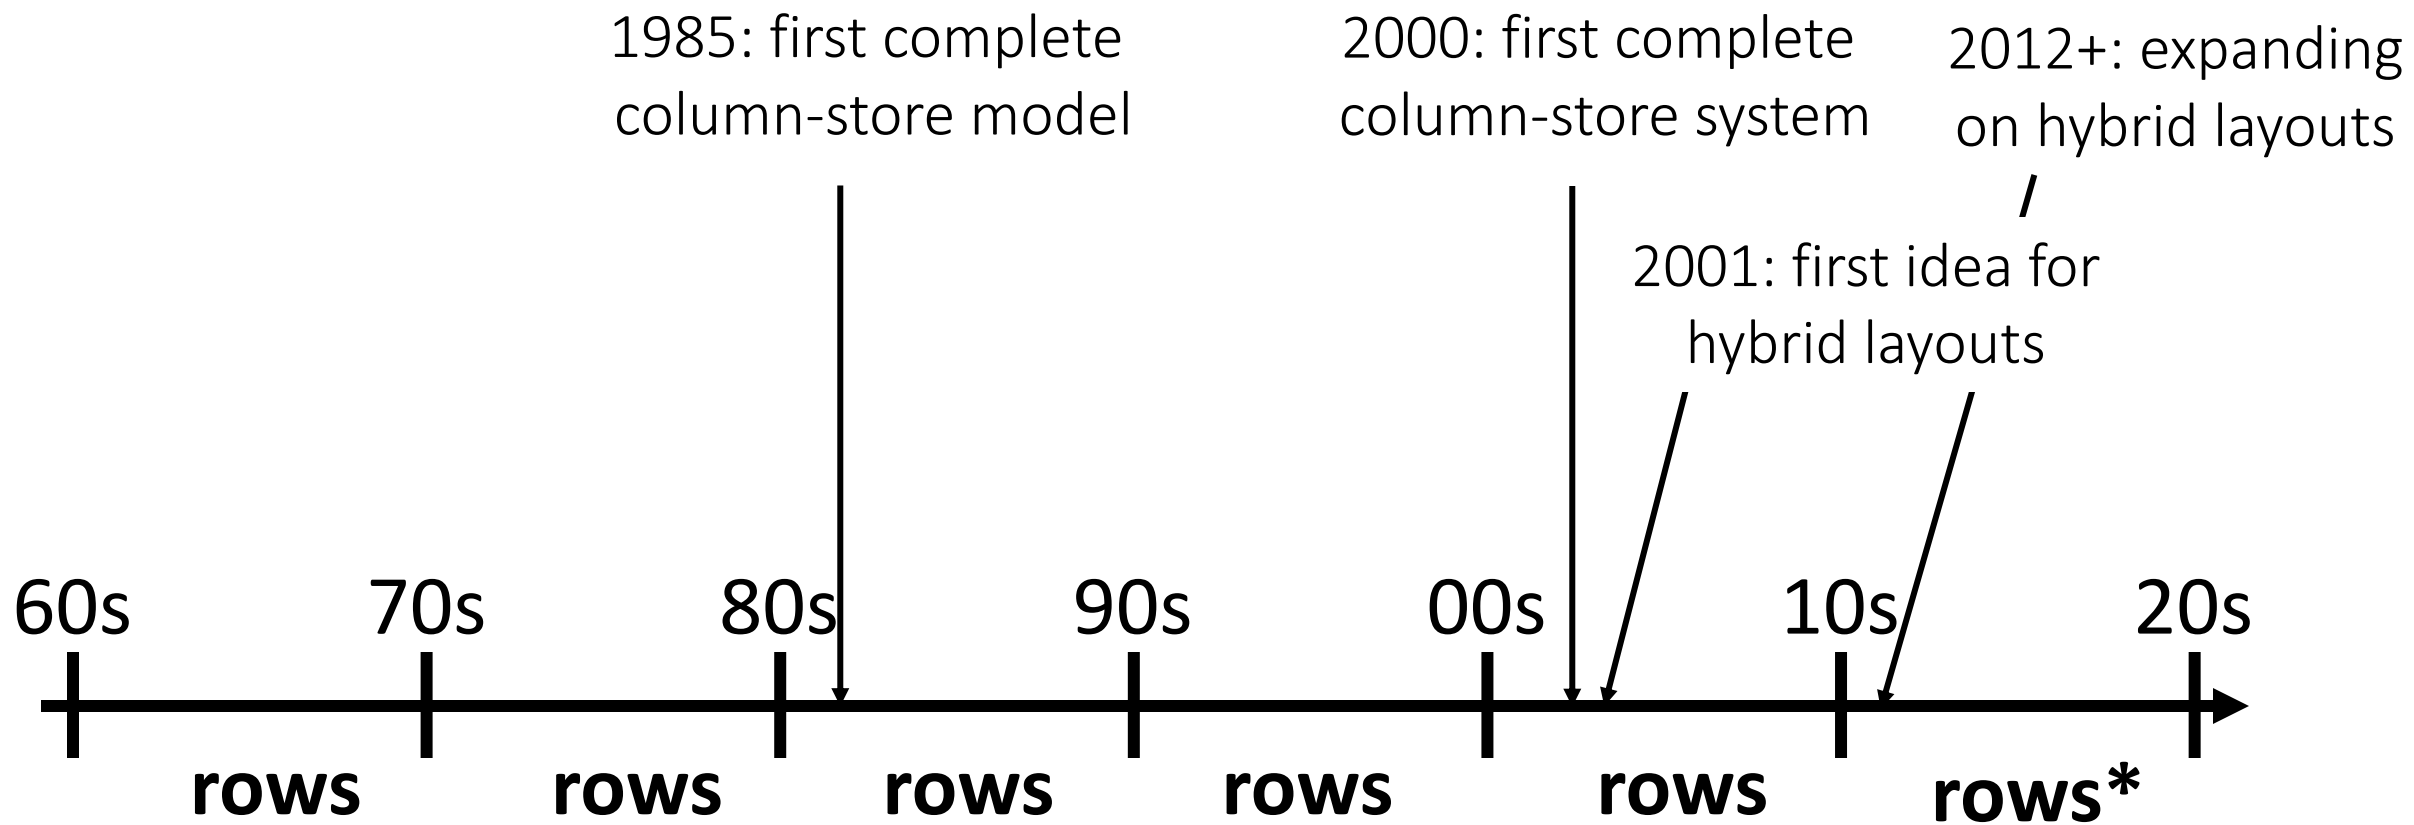 1985: first complete
column-store model
2000: first complete
column-store system
2012+: expanding
on hybrid layouts
2001: first idea for
hybrid layouts
60s 70s 80s 90s 00s 10s 20s
rows rows rows rows rows rows*